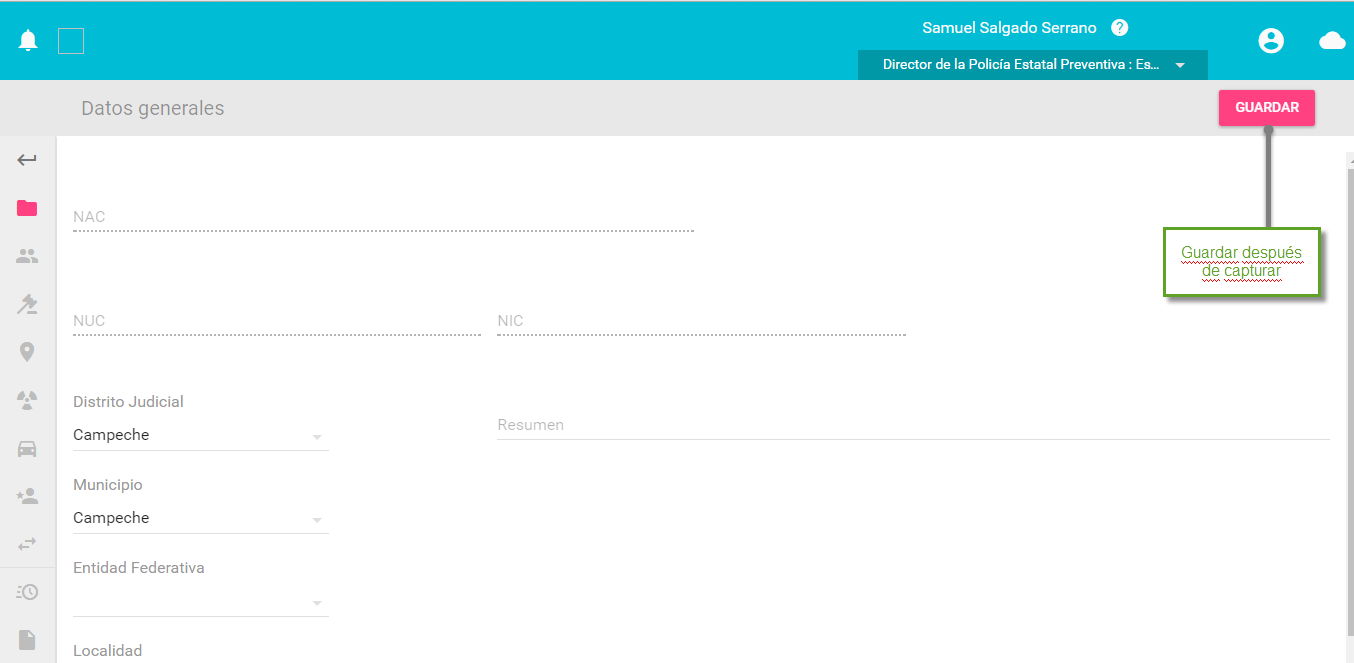 Samuel Salgado Serrano ?
Director de la Policía Estatal Preventiva : Es...
Datos generales
GUARDAR
NAC
Guardar después
de capturar
NUC
NIC
Distrito Judicial
Campeche
Resumen
Municipio
Campeche
Entidad Federativa
Localidad